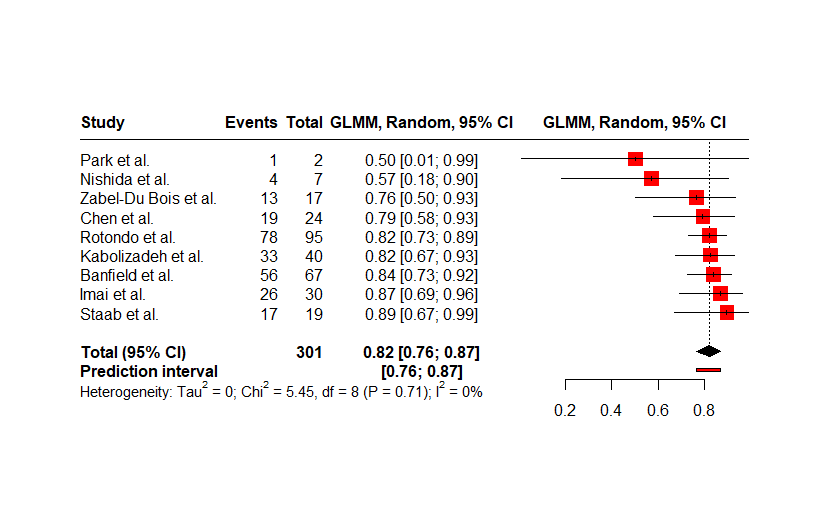 Study Events Total GLMM, Random, 95% CI GLMM, Random, 95% CI
Park et al. 1 2 0.50 [0.01; 0.99]
Nishida et al. 4 7 0.57 [0.18; 0.90]
Zabel-Du Bois et al. 13 17 0.76 [0.50; 0.93]
Chen et al. 19 24 0.79 [0.58; 0.93]
Rotondo et al. 78 95 0.82 [0.73; 0.89]
Kabolizadeh et al. 33 40 0.82 [0.67; 0.93]
Banfield et al. 56 67 0.84 [0.73; 0.92]
Imai et al. 26 30 0.87 [0.69; 0.96]
Staab et al. 17 19 0.89 [0.67; 0.99]
Total (95% CI) 301 0.82 [0.76; 0.87]
Prediction interval [0.76; 0.87]
Heterogeneity: Tau² = 0; Chi² = 5.45, df = 8 (P = 0.71); I² = 0%
0.2 0.4 0.6 0.8